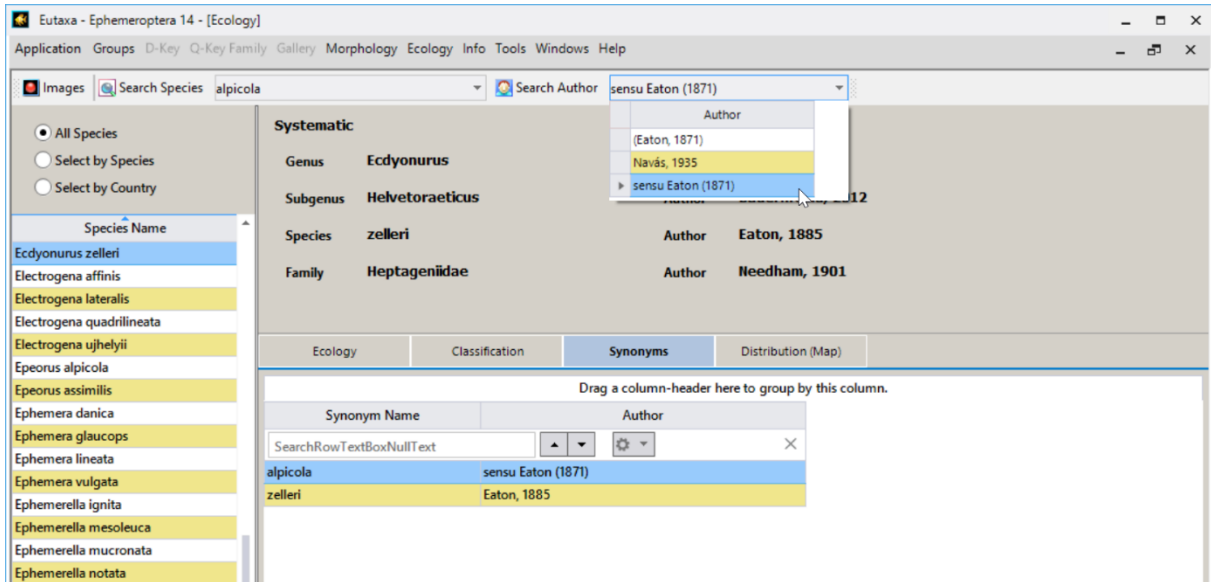 Eutaxa - Ephemeroptera 14 - [Ecology]
Application Groups D-Key Q-Key Family Gallery Morphology Ecology Info Tools Windows Help
Images Search Species alpicola Search Author sensu Eaton (1871)
Author
(Eaton, 1871)
Navás, 1935
sensu Eaton (1871)
All Species
Select by Species
Select by Country
Species Name
Ecdyonurus zelleri
Electrogena affinis
Electrogena lateralis
Electrogena quadrilineata
Electrogena ujhelyii
Epeorus alpicola
Epeorus assimilis
Ephemera danica
Ephemera glaucops
Ephemera lineata
Ephemera vulgata
Ephemerella ignita
Ephemerella mesoleuca
Ephemerella mucronata
Ephemerella notata
Systematic
Genus Ecdyonurus
Subgenus Helvetoraeticus Author
Species zelleri Author Eaton, 1885
Family Heptageniidae Author Needham, 1901
Ecology Classification Synonyms Distribution (Map)
Drag a column-header here to group by this column.
Synonym Name Author
SearchRowTextBoxNullText
alpicola sensu Eaton (1871)
zelleri Eaton, 1885